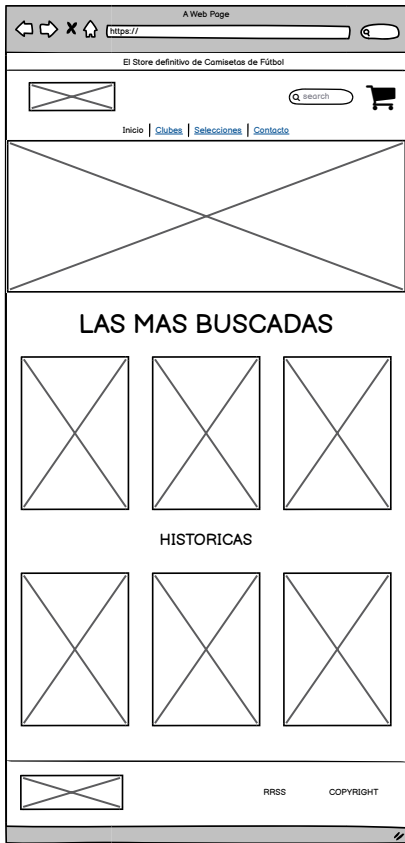 A Web Page
https://
El Store definitivo de Camisetas de Fútbol
search
Inicio | Clubes | Selecciones | Contacto
LAS MAS BUSCADAS
HISTORICAS
RRSS COPYRIGHT